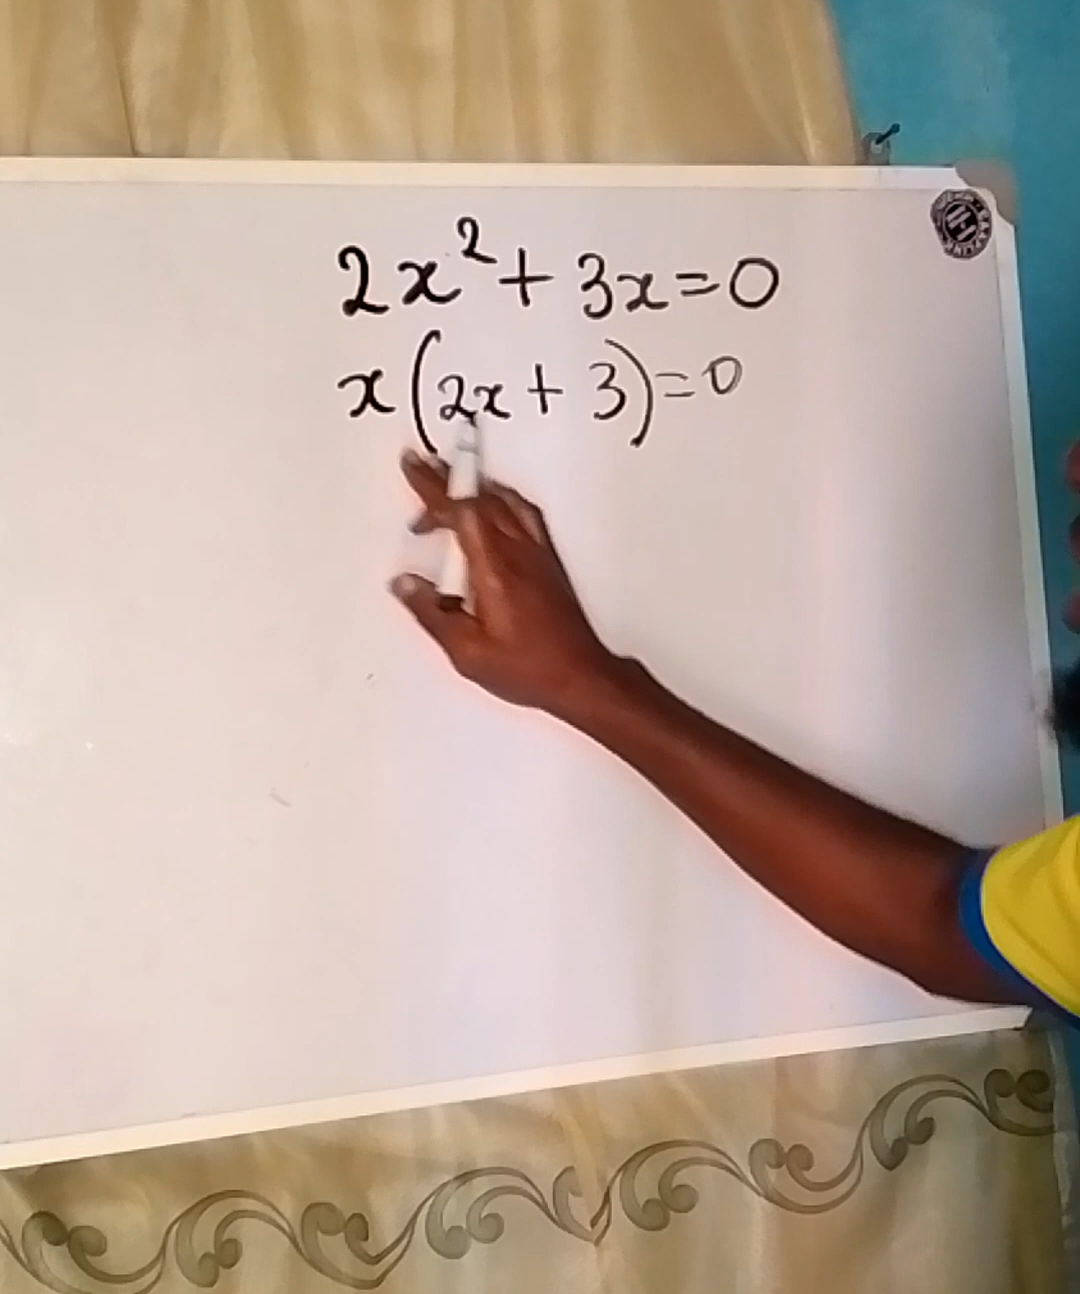 2x² + 3x = 0
x(2x + 3) = 0